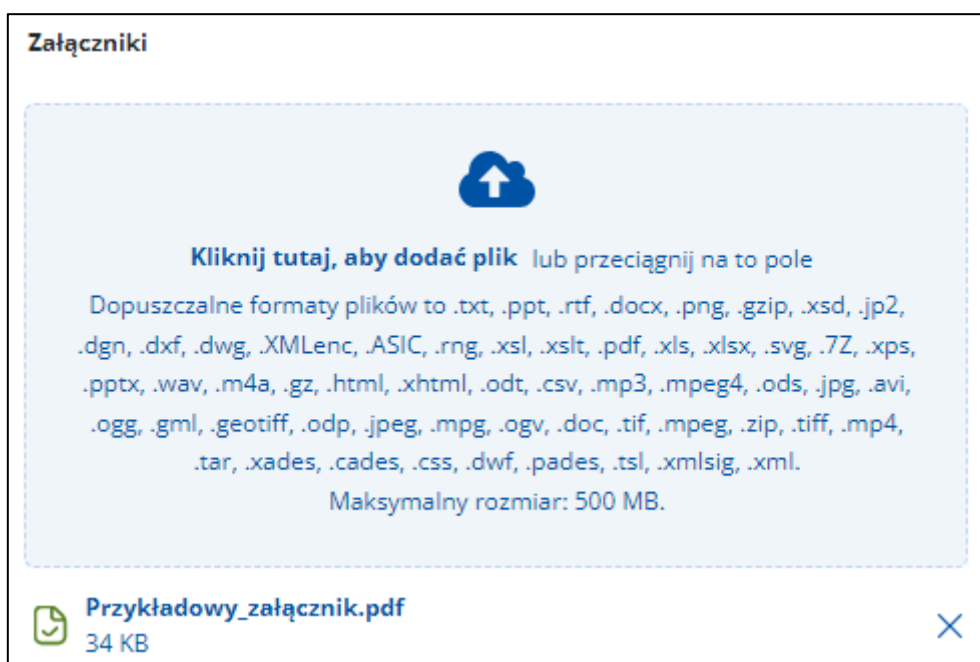 Załączniki
Kliknij tutaj, aby dodać plik lub przeciągnij na to pole
Dopuszczalne formaty plików to .txt, .ppt, .rtf, .docx, .png, .gzip, .xsd, .jp2,
.dgn, .dxf, .dwg, .XMLenc, .ASIC, .rng, .xsl, .xslt, .pdf, .xls, .xlsx, .svg, .7Z, .xps,
.pptx, .wav, .m4a, .gz, .html, .xhtml, .odt, .csv, .mp3, .mpeg4, .ods, .jpg, .avi,
.ogg, .gml, .geotiff, .odp, .jpeg, .mpg, .ogv, .doc, .tif, .mpeg, .zip, .tiff, .mp4,
.tar, .xades, .cades, .css, .dwf, .pades, .tsl, .xmlsig, .xml.
Maksymalny rozmiar: 500 MB.
Przykładowy_załącznik.pdf
34 KB